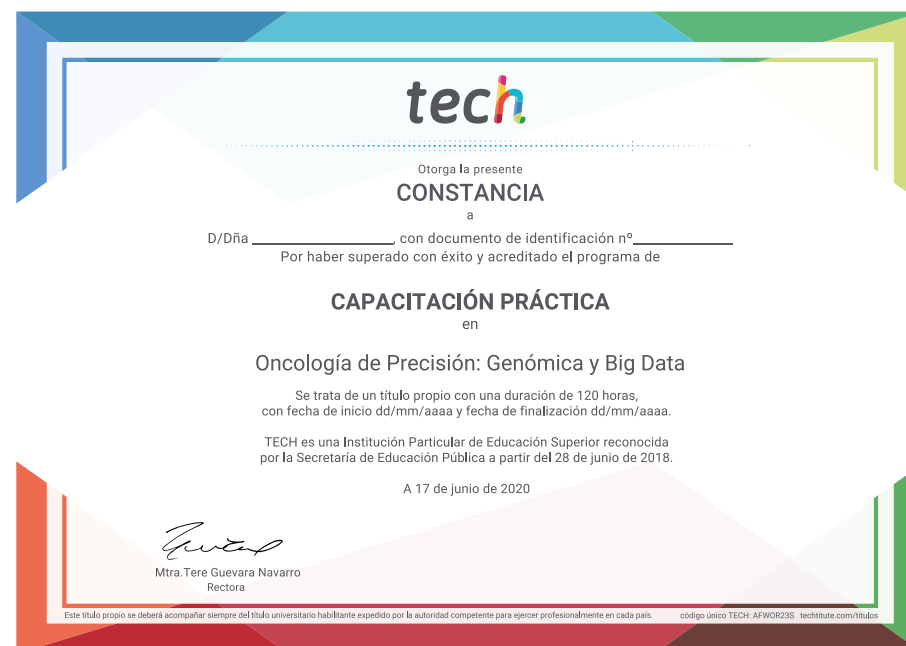 tech
Otorga la presente
CONSTANCIA
a
D/Dña ________________, con documento de identificación nº____________
Por haber superado con éxito y acreditado el programa de
CAPACITACIÓN PRÁCTICA
en
Oncología de Precisión: Genómica y Big Data
Se trata de un título propio con una duración de 120 horas,
con fecha de inicio dd/mm/aaaa y fecha de finalización dd/mm/aaaa.
TECH es una Institución Particular de Educación Superior reconocida
por la Secretaría de Educación Pública a partir del 28 de junio de 2018.
A 17 de junio de 2020
Mtra.Tere Guevara Navarro
Rectora
Este título propio se deberá acompañar siempre del título universitario habilitante expedido por la autoridad competente para ejercer profesionalmente en cada país. código único TECH: AFWOR23S techtitute.com/titulos